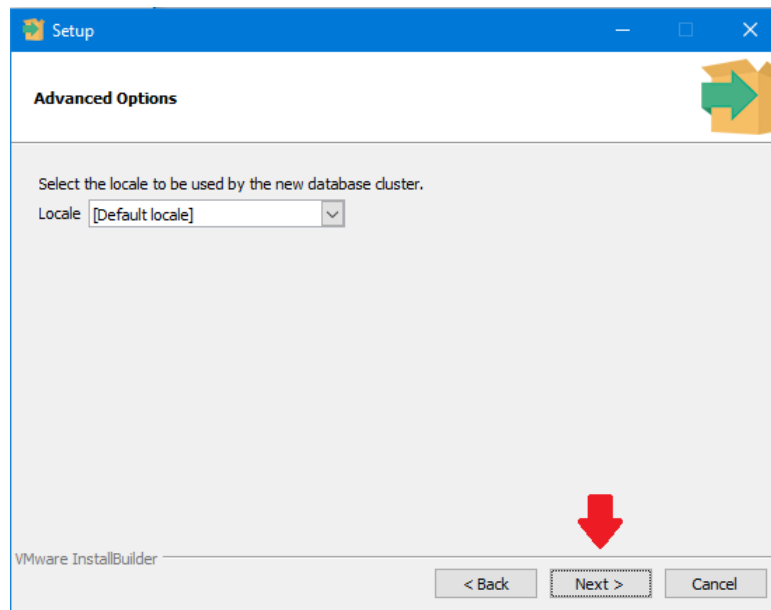 Setup
Advanced Options
Select the locale to be used by the new database cluster.
Locale [Default locale]
VMware InstallBuilder
< Back Next > Cancel